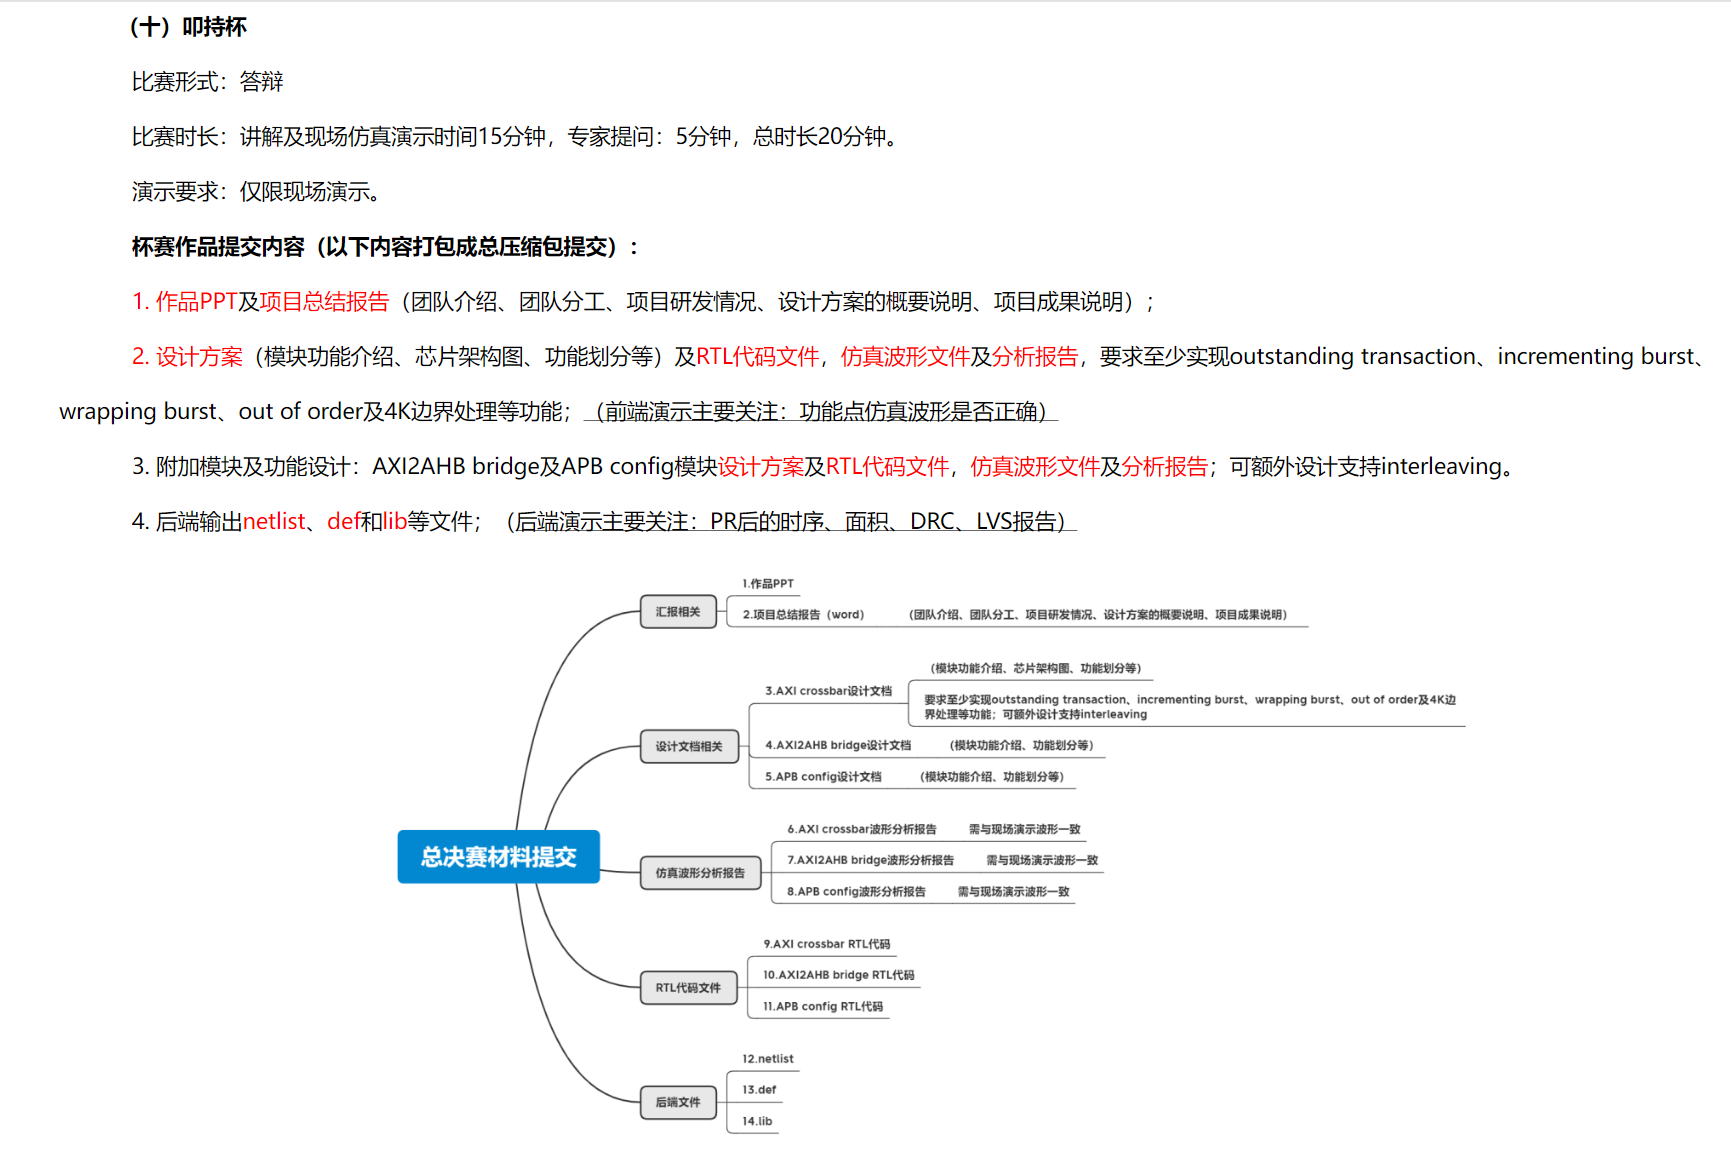 （十）叩持杯
比赛形式：答辩
比赛时长：讲解及现场仿真演示时间15分钟，专家提问：5分钟，总时长20分钟。
演示要求：仅限现场演示。
杯赛作品提交内容（以下内容打包成总压缩包提交）：
1. 作品PPT及项目总结报告（团队介绍、团队分工、项目研发情况、设计方案的概要说明、项目成果说明）；
2. 设计方案（模块功能介绍、芯片架构图、功能划分等）及RTL代码文件，仿真波形文件及分析报告，要求至少实现outstanding transaction、incrementing burst、
wrapping burst、out of order及4K边界处理等功能；（前端演示主要关注：功能点仿真波形是否正确）
3. 附加模块及功能设计：AXI2AHB bridge及APB config模块设计方案及RTL代码文件，仿真波形文件及分析报告；可额外设计支持interleaving。
4. 后端输出netlist、def和lib等文件；（后端演示主要关注：PR后的时序、面积、DRC、LVS报告）
总决赛材料提交
汇报相关
1.作品PPT
2.项目总结报告（word）	（团队介绍、团队分工、项目研发情况、设计方案的概要说明、项目成果说明）
设计文档相关
3.AXI crossbar设计文档
（模块功能介绍、芯片架构图、功能划分等）
要求至少实现outstanding transaction、incrementing burst、wrapping burst、out of order及4K边
界处理等功能；可额外设计支持interleaving
4.AXI2AHB bridge设计文档	（模块功能介绍、功能划分等）
5.APB config设计文档	（模块功能介绍、功能划分等）
仿真波形分析报告
6.AXI crossbar波形分析报告	需与现场演示波形一致
7.AXI2AHB bridge波形分析报告	需与现场演示波形一致
8.APB config波形分析报告	需与现场演示波形一致
RTL代码文件
9.AXI crossbar RTL代码
10.AXI2AHB bridge RTL代码
11.APB config RTL代码
后端文件
12.netlist
13.def
14.lib